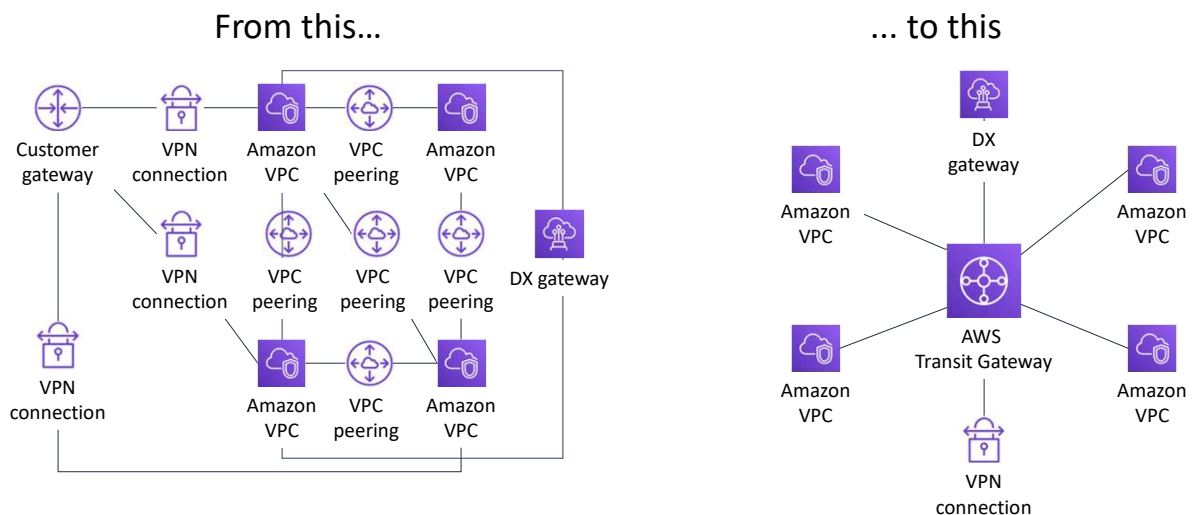 From this...
... to this
Customer
gateway
VPN
connection
Amazon
VPC
VPC
peering
Amazon
VPC
VPN
connection
VPC
peering
VPC
peering
VPC
peering
DX gateway
VPN
connection
Amazon
VPC
VPC
peering
Amazon
VPC
DX
gateway
Amazon
VPC
Amazon
VPC
AWS
Transit Gateway
Amazon
VPC
Amazon
VPC
VPN
connection